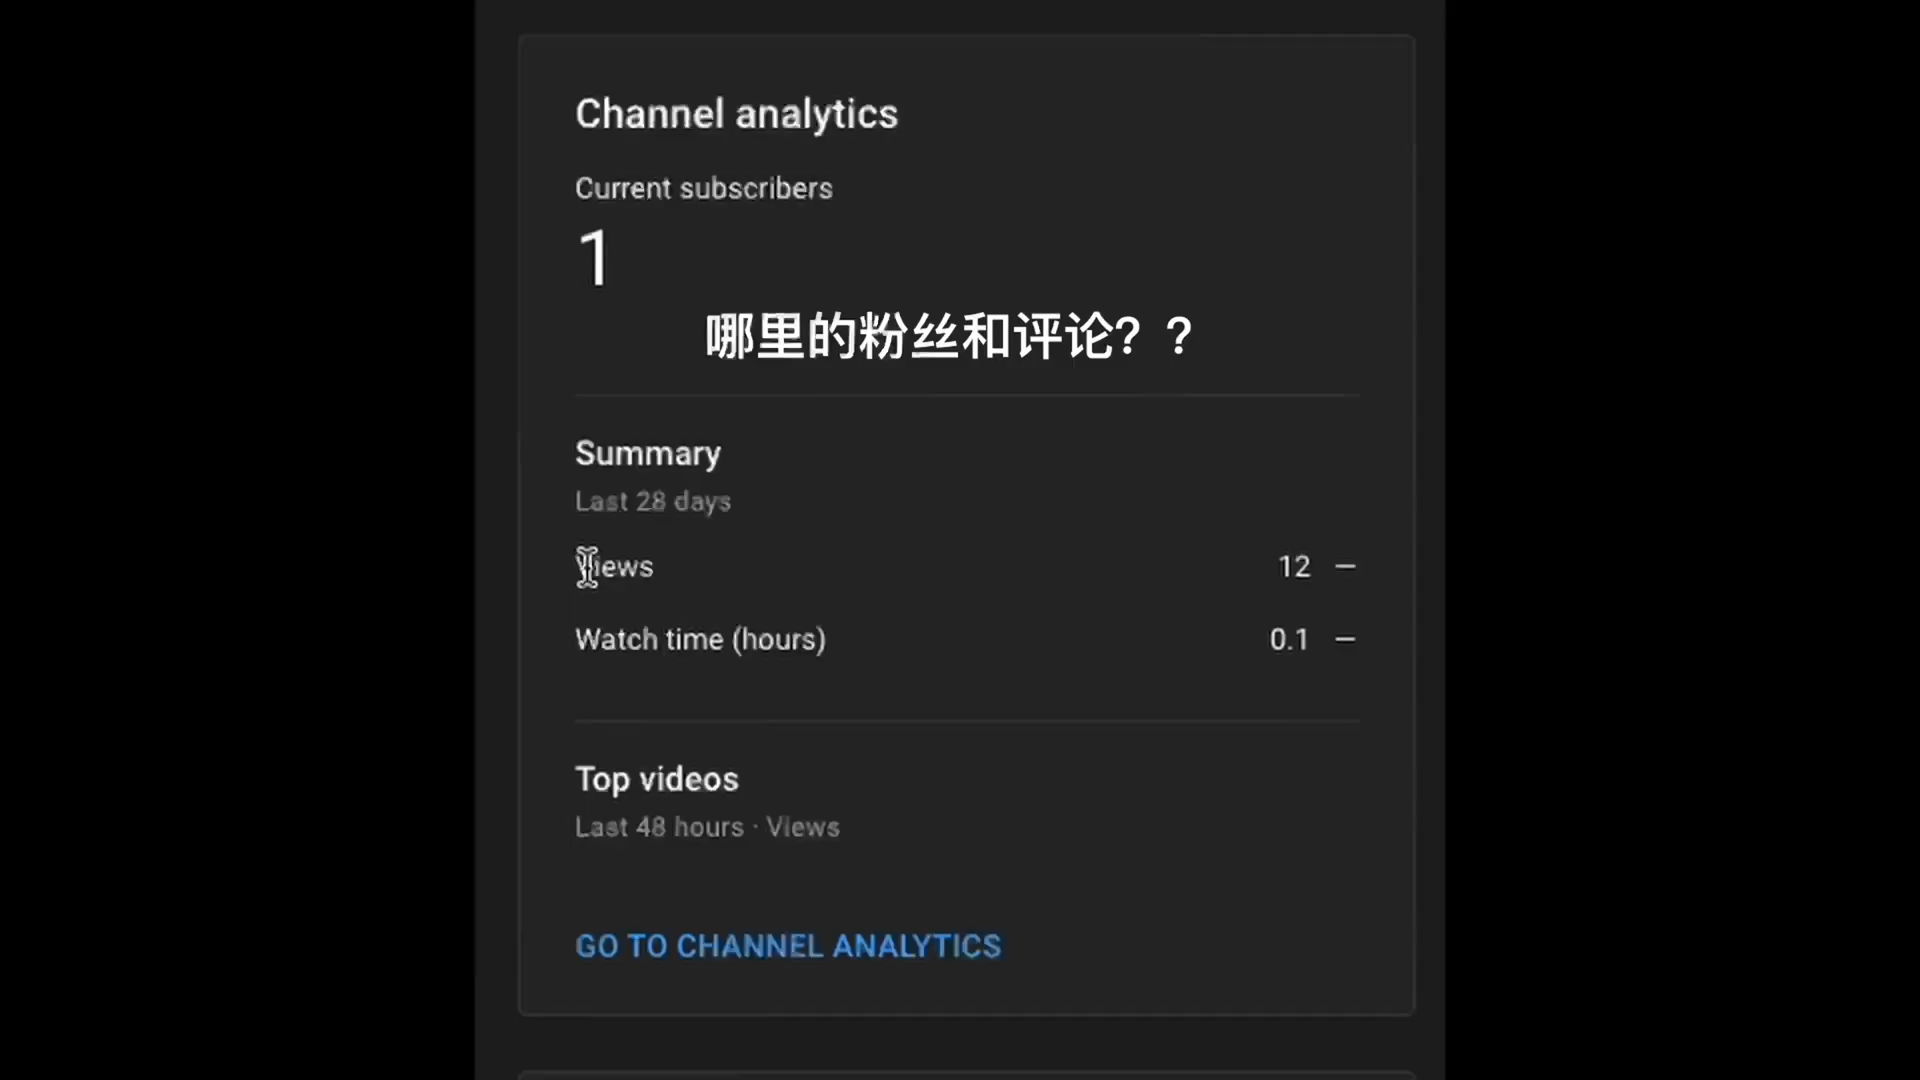 Channel analytics
Current subscribers
1
哪里的粉丝和评论？？
Summary
Last 28 days
Views 12 —
Watch time (hours) 0.1 —
Top videos
Last 48 hours · Views
GO TO CHANNEL ANALYTICS